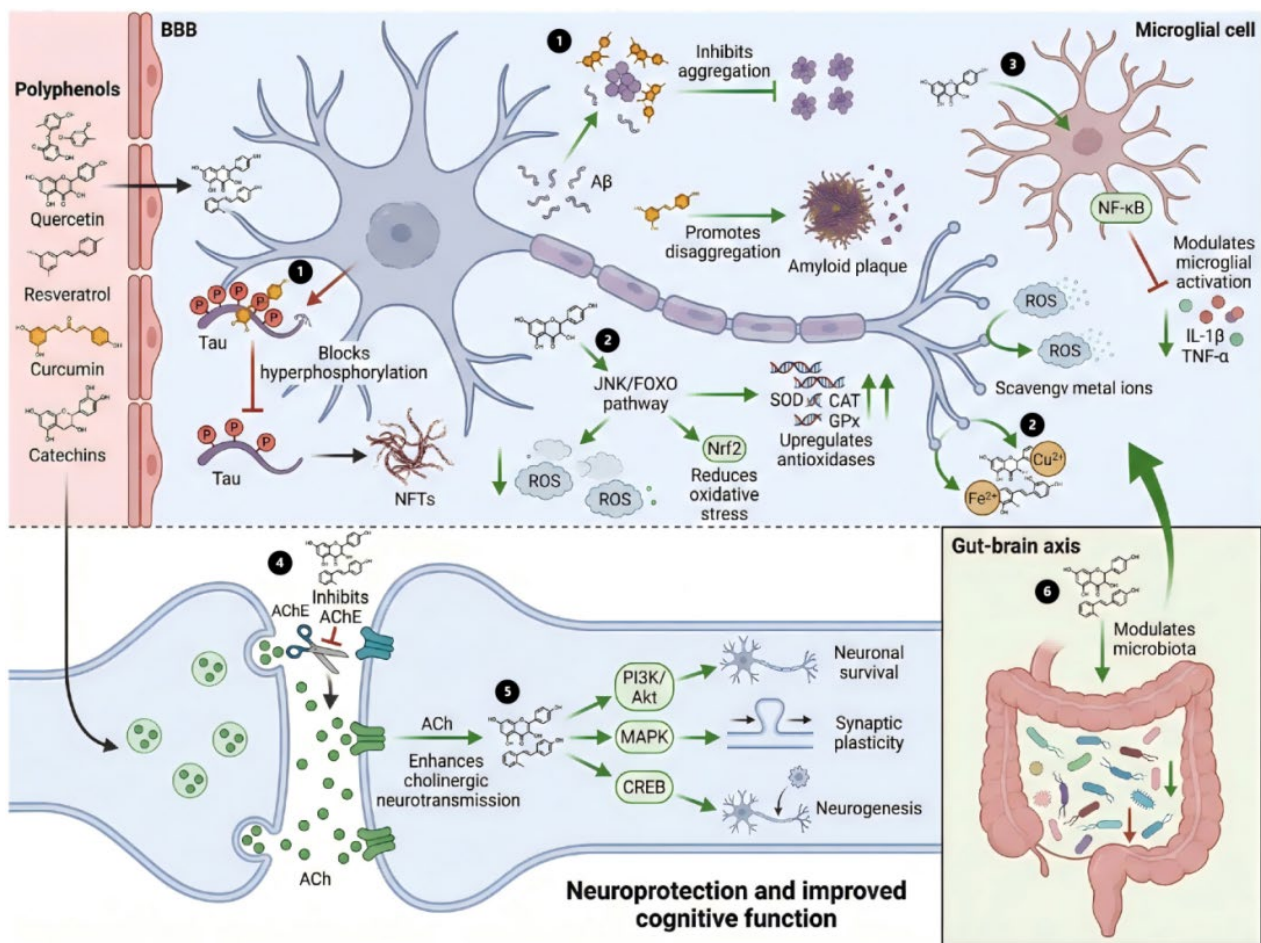 BBB
Polyphenols
Quercetin
Resveratrol
Curcumin
Catechins
1
Inhibits
aggregation
Aβ
Promotes
disaggregation
Amyloid plaque
Microglial cell
3
NF-κB
Modulates
microglial
activation
IL-1β
TNF-α
1
P P P P P
Tau
Blocks
hyperphosphorylation
P P P
Tau
NFTs
2
JNK/FOXO
pathway
SOD CAT
GPx
Upregulates
antioxidases
Nrf2
Reduces
oxidative
stress
ROS
ROS
ROS
ROS
Scavengy metal ions
2
Cu2+
Fe2+
4
Inhibits
AChE
AChE
ACh
ACh
Enhances
cholinergic
neurotransmission
5
PI3K/
Akt
MAPK
CREB
Neuronal
survival
Synaptic
plasticity
Neurogenesis
Neuroprotection and improved
cognitive function
Gut-brain axis
6
Modulates
microbiota